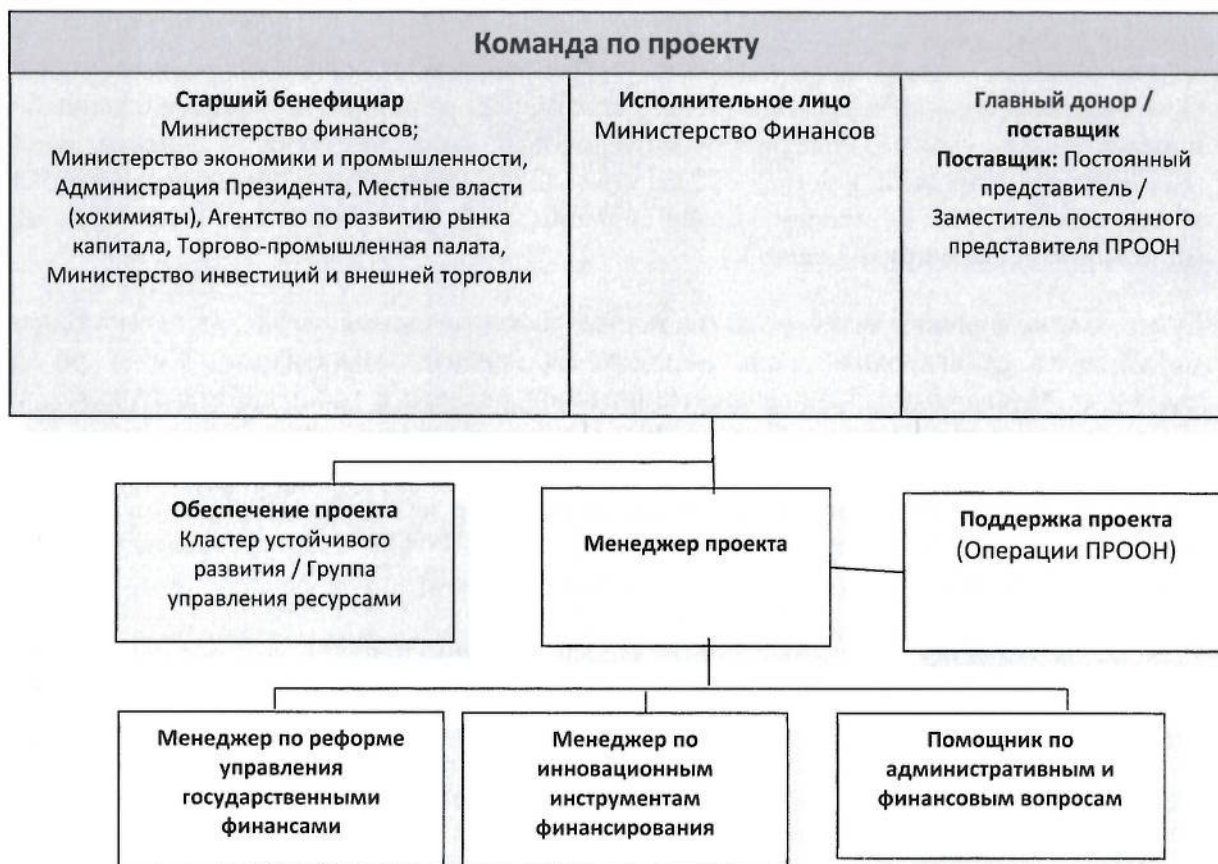 Команда по проекту
Старший бенефициар
Министерство финансов;
Министерство экономики и промышленности,
Администрация Президента, Местные власти
(хокимияты), Агентство по развитию рынка
капитала, Торгово-промышленная палата,
Министерство инвестиций и внешней торговли
Исполнительное лицо
Министерство Финансов
Главный донор /
поставщик
Поставщик: Постоянный
представитель /
Заместитель постоянного
представителя ПРООН
Обеспечение проекта
Кластер устойчивого
развития / Группа
управления ресурсами
Менеджер проекта
Поддержка проекта
(Операции ПРООН)
Менеджер по реформе
управления
государственными
финансами
Менеджер по
инновационным
инструментам
финансирования
Помощник по
административным и
финансовым вопросам